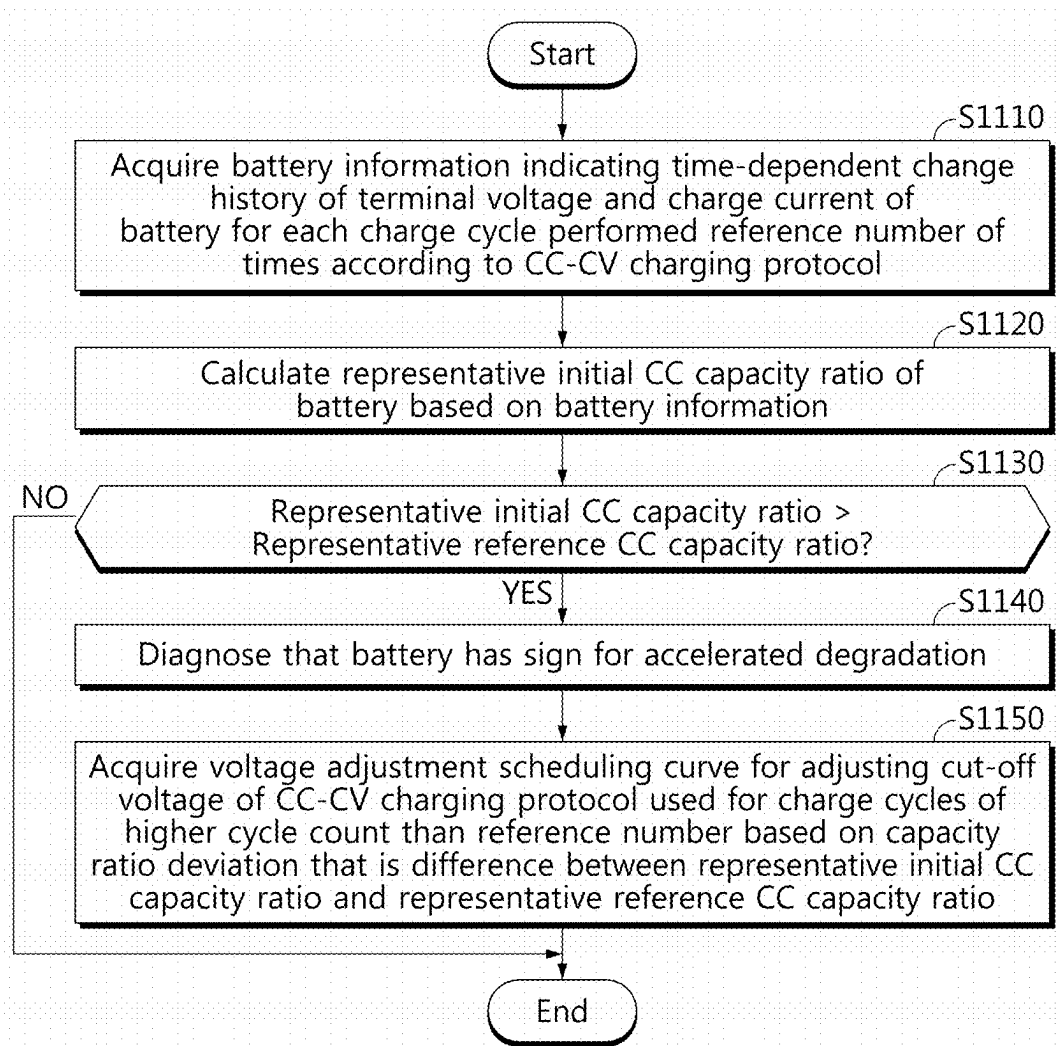 Start
S1110
Acquire battery information indicating time-dependent change
history of terminal voltage and charge current of
battery for each charge cycle performed reference number of
times according to CC-CV charging protocol
S1120
Calculate representative initial CC capacity ratio of
battery based on battery information
S1130
NO
Representative initial CC capacity ratio >
Representative reference CC capacity ratio?
YES
S1140
Diagnose that battery has sign for accelerated degradation
S1150
Acquire voltage adjustment scheduling curve for adjusting cut-off
voltage of CC-CV charging protocol used for charge cycles of
higher cycle count than reference number based on capacity
ratio deviation that is difference between representative initial CC
capacity ratio and representative reference CC capacity ratio
End